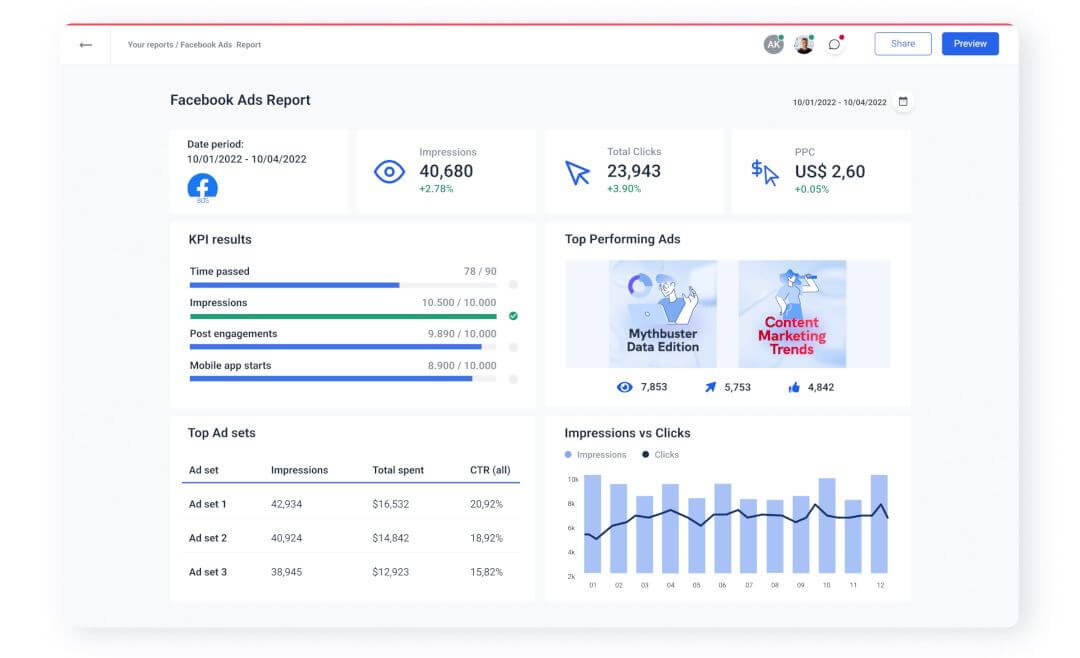 Your reports / Facebook Ads Report
AK
Share
Preview
Facebook Ads Report
10/01/2022 - 10/04/2022
Date period:
10/01/2022 - 10/04/2022
ads
Impressions
40,680
+2.78%
Total Clicks
23,943
+3.90%
$
PPC
US$ 2,60
+0.05%
KPI results
Time passed 78 / 90
Impressions 10.500 / 10.000
Post engagements 9.890 / 10.000
Mobile app starts 8.900 / 10.000
Top Performing Ads
Mythbuster
Data Edition
Content
Marketing
Trends
7,853 5,753 4,842
Top Ad sets
Ad set Impressions Total spent CTR (all)
Ad set 1 42,934 $16,532 20,92%
Ad set 2 40,924 $14,842 18,92%
Ad set 3 38,945 $12,923 15,82%
Impressions vs Clicks
Impressions Clicks
10k
8k
6k
4k
2k
01 02 03 04 05 06 07 08 09 10 11 12